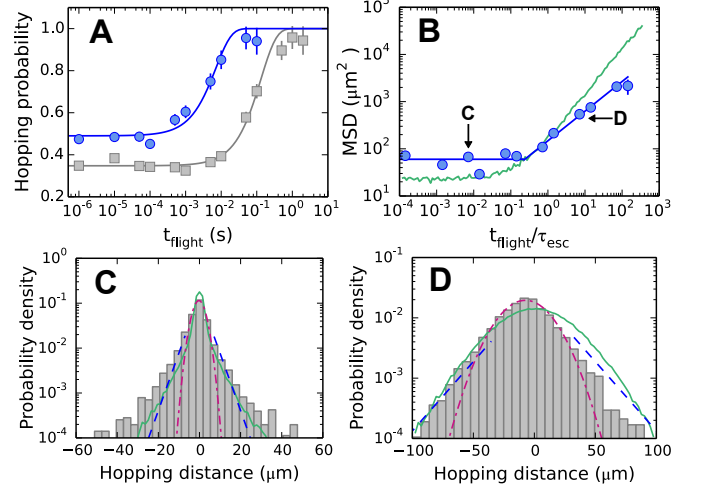 A
Hopping probability
1.0
0.8
0.6
0.4
0.2
10⁻⁶ 10⁻⁵ 10⁻⁴ 10⁻³ 10⁻² 10⁻¹ 10⁰ 10¹
t_flight (s)
B
MSD (μm²)
10⁵
10⁴
10³
10²
10¹
C
D
10⁻⁴ 10⁻³ 10⁻² 10⁻¹ 10⁰ 10¹ 10² 10³
t_flight/τ_esc
C
Probability density
10⁰
10⁻¹
10⁻²
10⁻³
10⁻⁴
−60 −40 −20 0 20 40 60
Hopping distance (μm)
D
Probability density
10⁻¹
10⁻²
10⁻³
10⁻⁴
−100 −50 0 50 100
Hopping distance (μm)